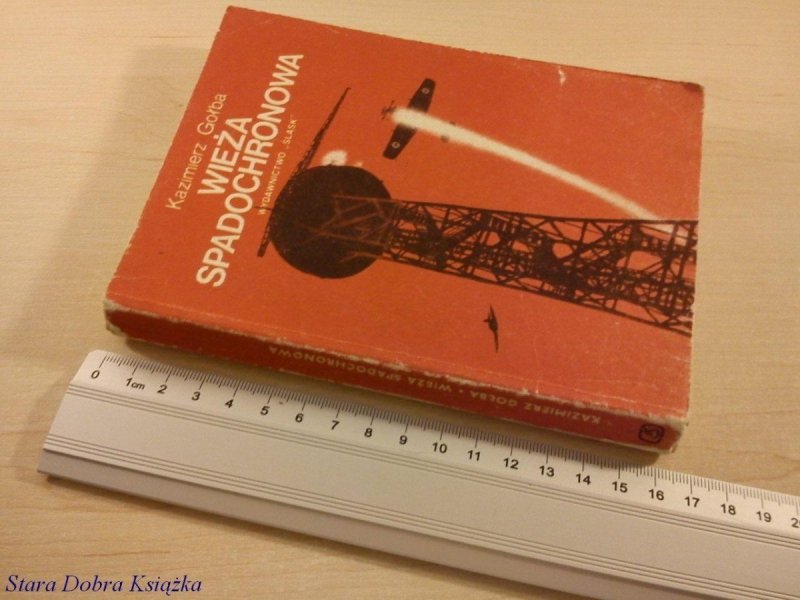 Kazimierz Gołba
WIEŻA
SPADOCHRONOWA
WYDAWNICTWO „ŚLĄSK"
KAZIMIERZ GOŁBA • WIEŻA SPADOCHRONOWA
0 1cm 2 3 4 5 6 7 8 9 10 11 12 13 14 15 16 17 18 19
Stara Dobra Książka